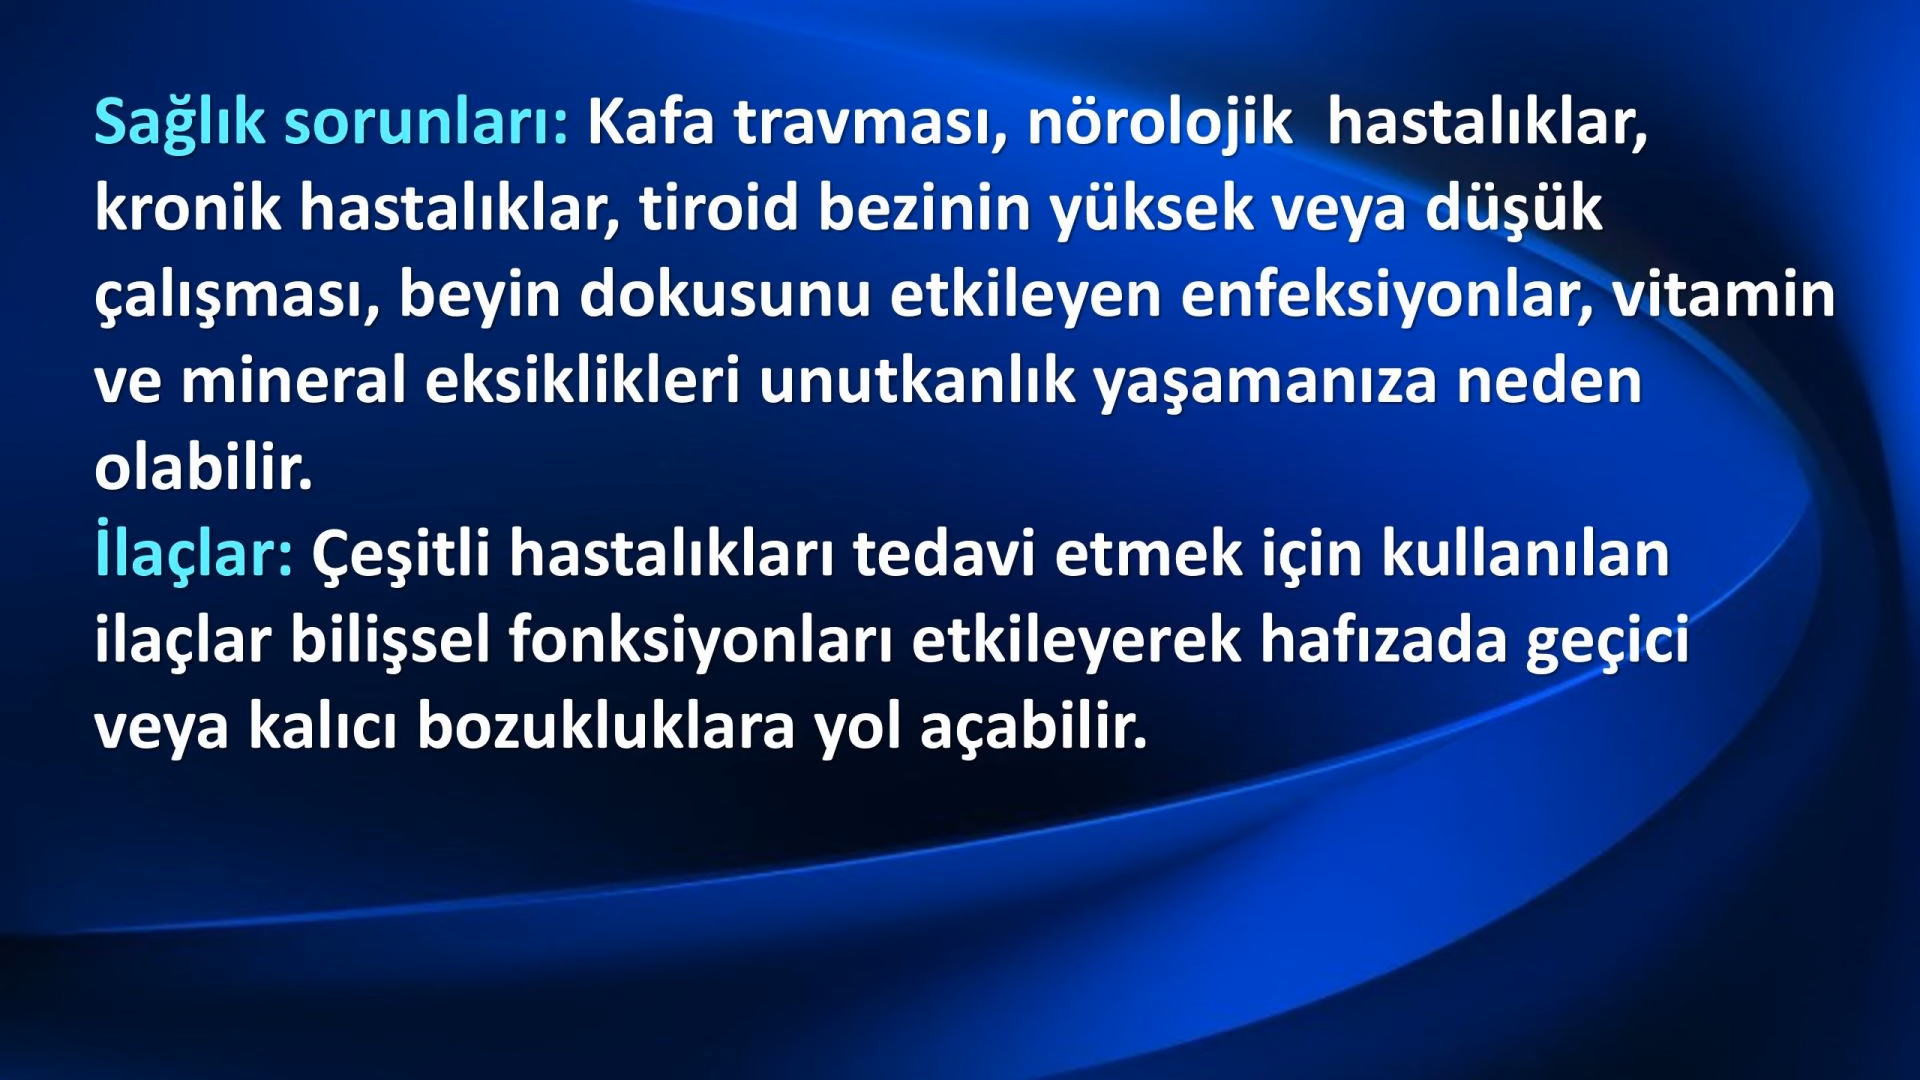 Sağlık sorunları: Kafa travması, nörolojik  hastalıklar,
kronik hastalıklar, tiroid bezinin yüksek veya düşük
çalışması, beyin dokusunu etkileyen enfeksiyonlar, vitamin
ve mineral eksiklikleri unutkanlık yaşamanıza neden
olabilir.
İlaçlar: Çeşitli hastalıkları tedavi etmek için kullanılan
ilaçlar bilişsel fonksiyonları etkileyerek hafızada geçici
veya kalıcı bozukluklara yol açabilir.